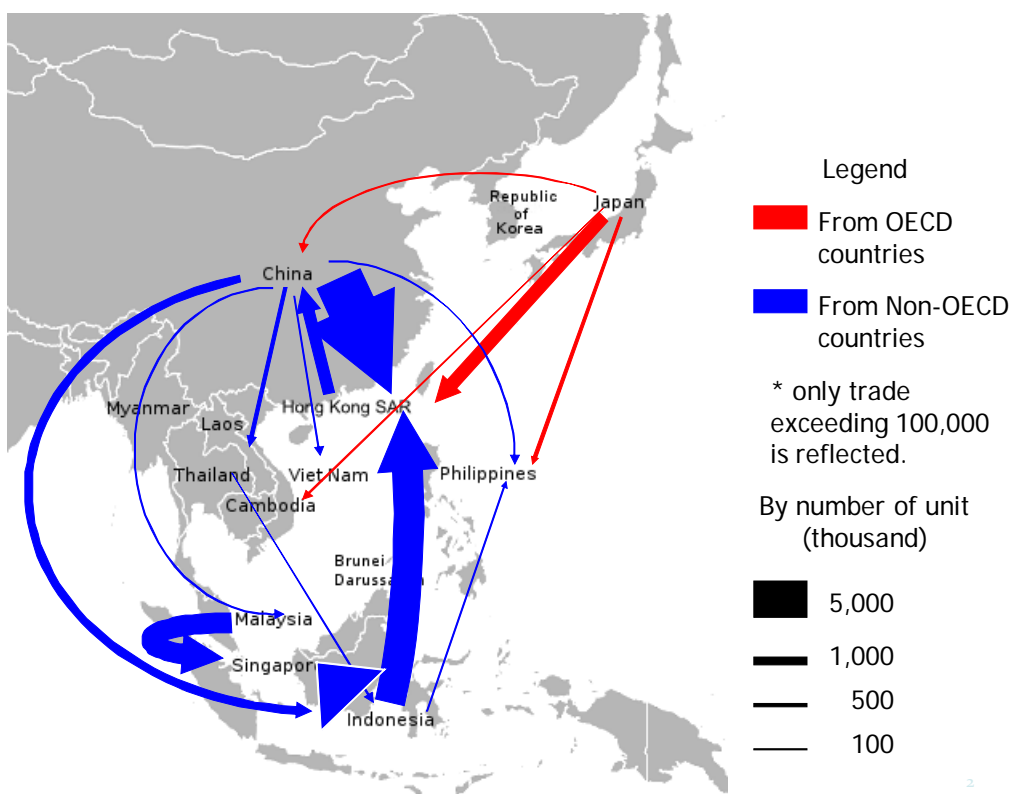 Republic
of
Korea
Japan
China
Myanmar
Hong Kong SAR
Laos
Thailand
Viet Nam
Philippines
Cambodia
Brunei
Malaysia
Indonesia
Legend
From OECD
countries
From Non-OECD
countries
* only trade
exceeding 100,000
is reflected.
By number of unit
(thousand)
5,000
1,000
500
100
2